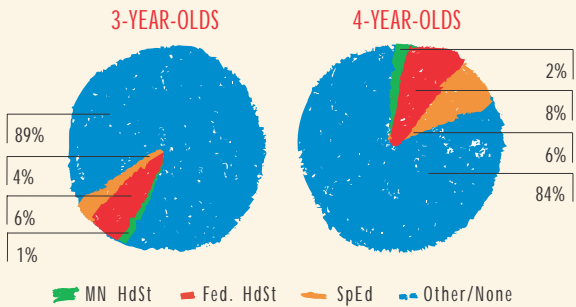 3-YEAR-OLDS
4-YEAR-OLDS
89%
4%
6%
1%
2%
8%
6%
84%
MN HdSt
Fed. HdSt
SpEd
Other/None